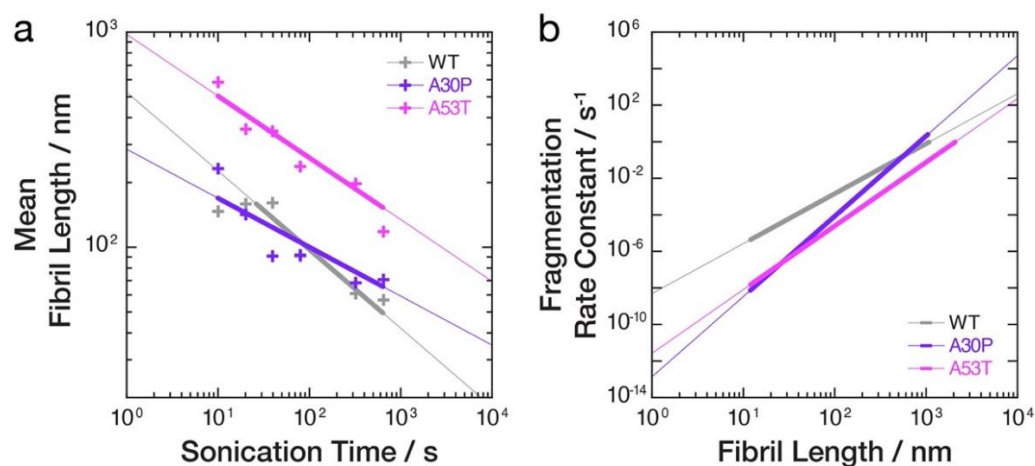 a
10³
10²
Mean
Fibril Length / nm
WT
A30P
A53T
10⁰ 10¹ 10² 10³ 10⁴
Sonication Time / s
b
10⁶
10²
10⁻²
10⁻⁶
10⁻¹⁰
10⁻¹⁴
Fragmentation
Rate Constant / s⁻¹
WT
A30P
A53T
10⁰ 10¹ 10² 10³ 10⁴
Fibril Length / nm